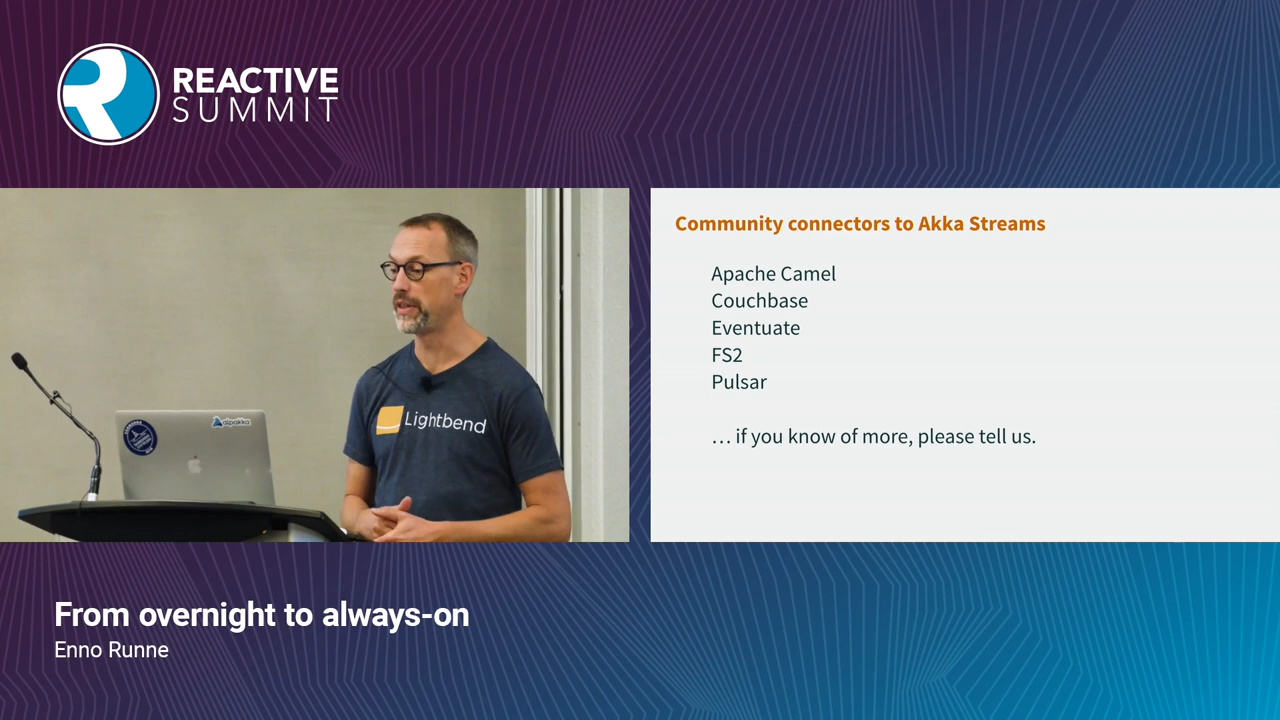 REACTIVE
SUMMIT
Community connectors to Akka Streams
Apache Camel
Couchbase
Eventuate
FS2
Pulsar
… if you know of more, please tell us.
alpakka
Lightbend
From overnight to always-on
Enno Runne